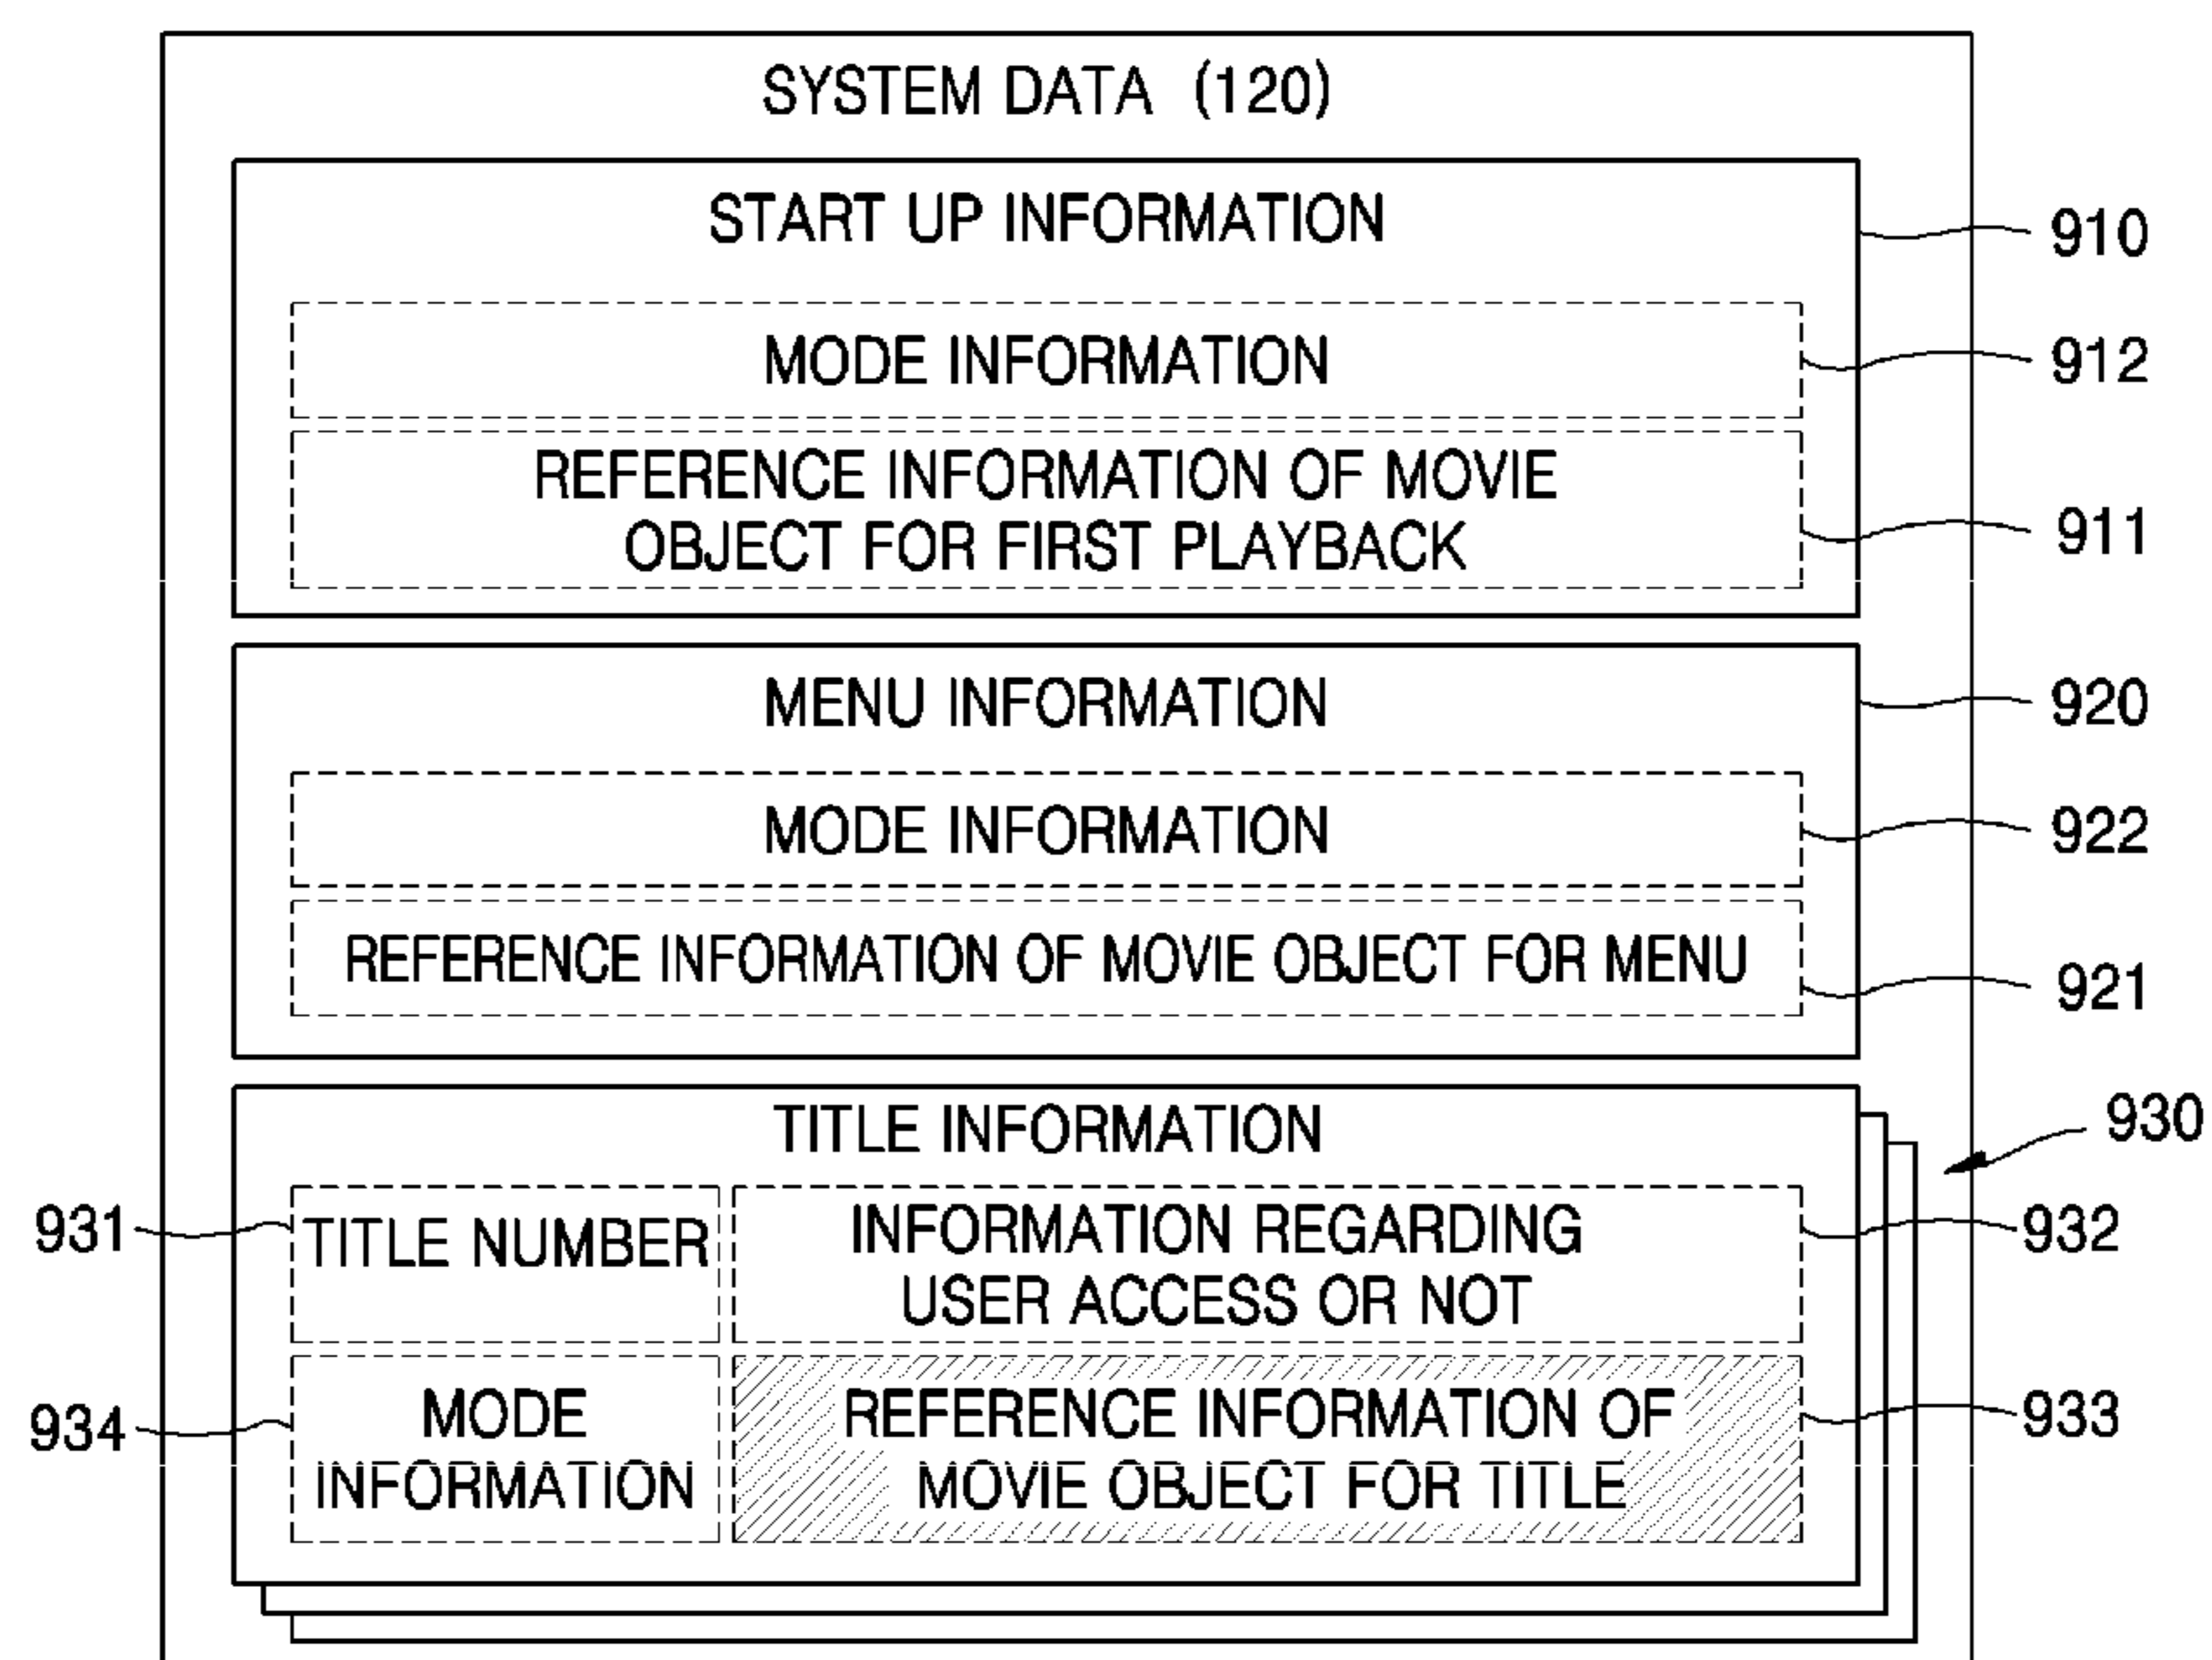 SYSTEM DATA (120)
START UP INFORMATION
910
MODE INFORMATION
912
REFERENCE INFORMATION OF MOVIE
OBJECT FOR FIRST PLAYBACK
911
MENU INFORMATION
920
MODE INFORMATION
922
REFERENCE INFORMATION OF MOVIE OBJECT FOR MENU
921
TITLE INFORMATION
930
931
TITLE NUMBER
INFORMATION REGARDING
USER ACCESS OR NOT
932
934
MODE
INFORMATION
REFERENCE INFORMATION OF
MOVIE OBJECT FOR TITLE
933